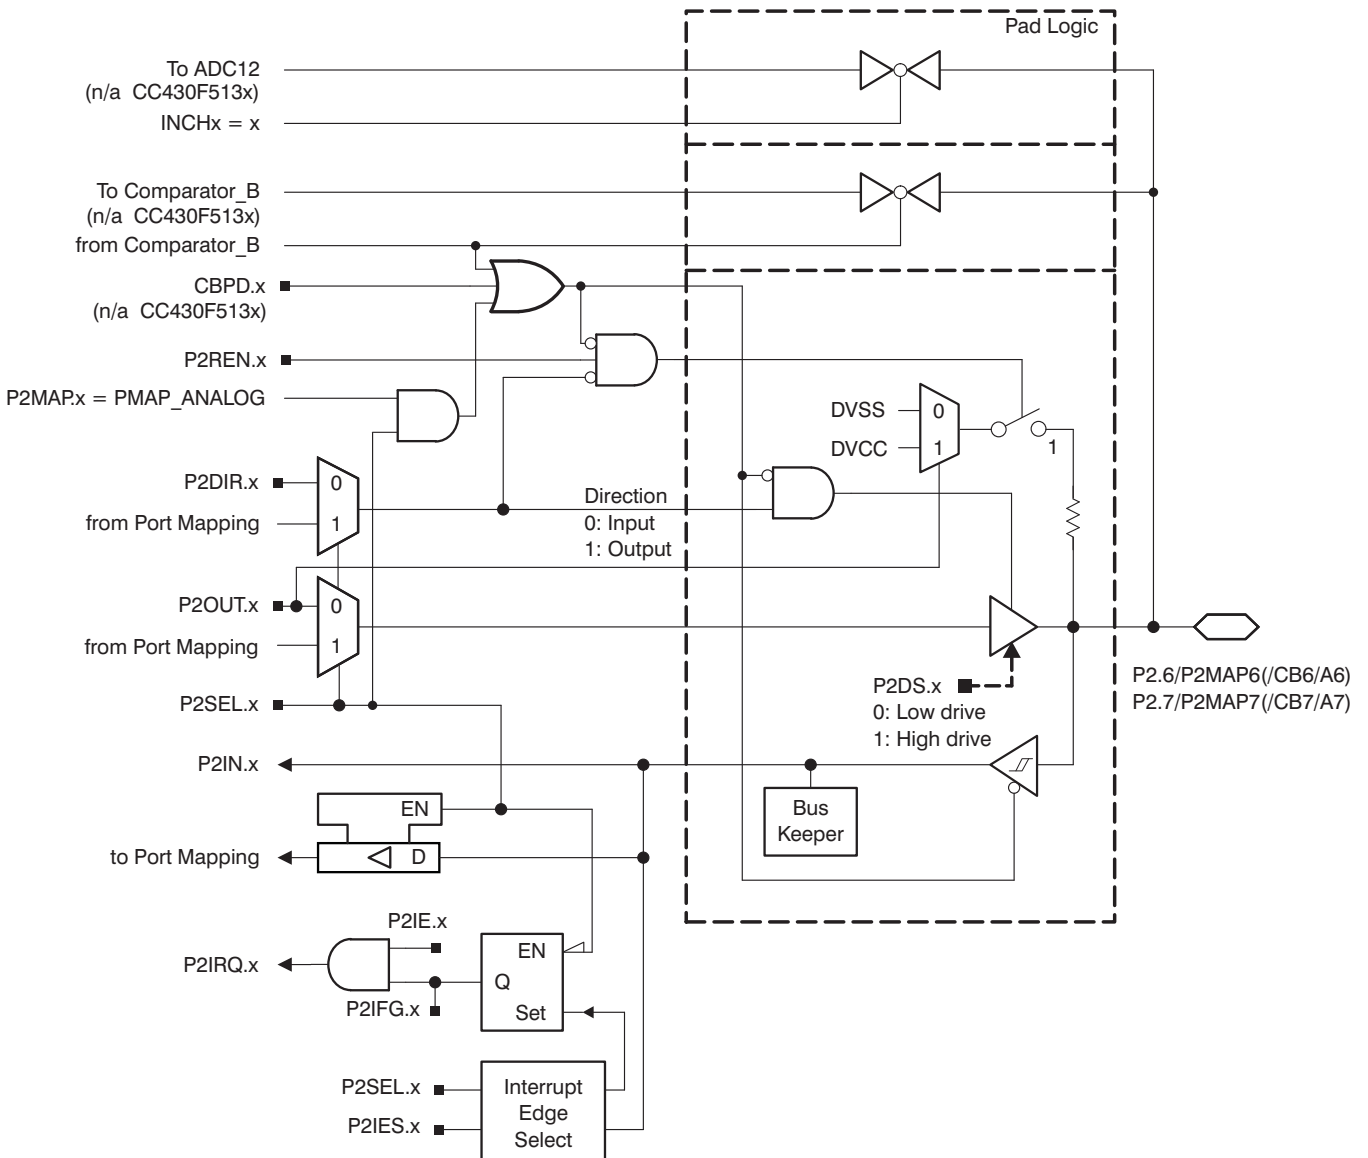 Pad Logic
To ADC12
(n/a CC430F513x)
INCHx = x
To Comparator_B
(n/a CC430F513x)
from Comparator_B
CBPD.x
(n/a CC430F513x)
P2REN.x
P2MAP.x = PMAP_ANALOG
DVSS
0
DVCC
1
1
P2DIR.x
0
from Port Mapping
1
Direction
0: Input
1: Output
P2OUT.x
0
from Port Mapping
1
P2SEL.x
P2DS.x
0: Low drive
1: High drive
P2.6/P2MAP6(/CB6/A6)
P2.7/P2MAP7(/CB7/A7)
P2IN.x
EN
Bus
Keeper
to Port Mapping
D
P2IE.x
P2IRQ.x
EN
Q
P2IFG.x
Set
P2SEL.x
P2IES.x
Interrupt
Edge
Select